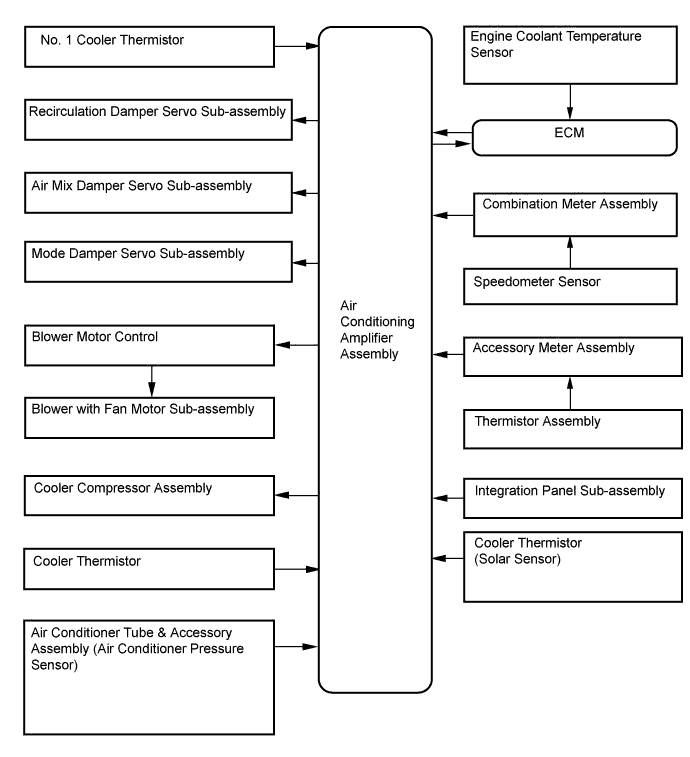 No. 1 Cooler Thermistor
Recirculation Damper Servo Sub-assembly
Air Mix Damper Servo Sub-assembly
Mode Damper Servo Sub-assembly
Blower Motor Control
Blower with Fan Motor Sub-assembly
Cooler Compressor Assembly
Cooler Thermistor
Air Conditioner Tube & Accessory
Assembly (Air Conditioner Pressure
Sensor)
Air
Conditioning
Amplifier
Assembly
Engine Coolant Temperature
Sensor
ECM
Combination Meter Assembly
Speedometer Sensor
Accessory Meter Assembly
Thermistor Assembly
Integration Panel Sub-assembly
Cooler Thermistor
(Solar Sensor)